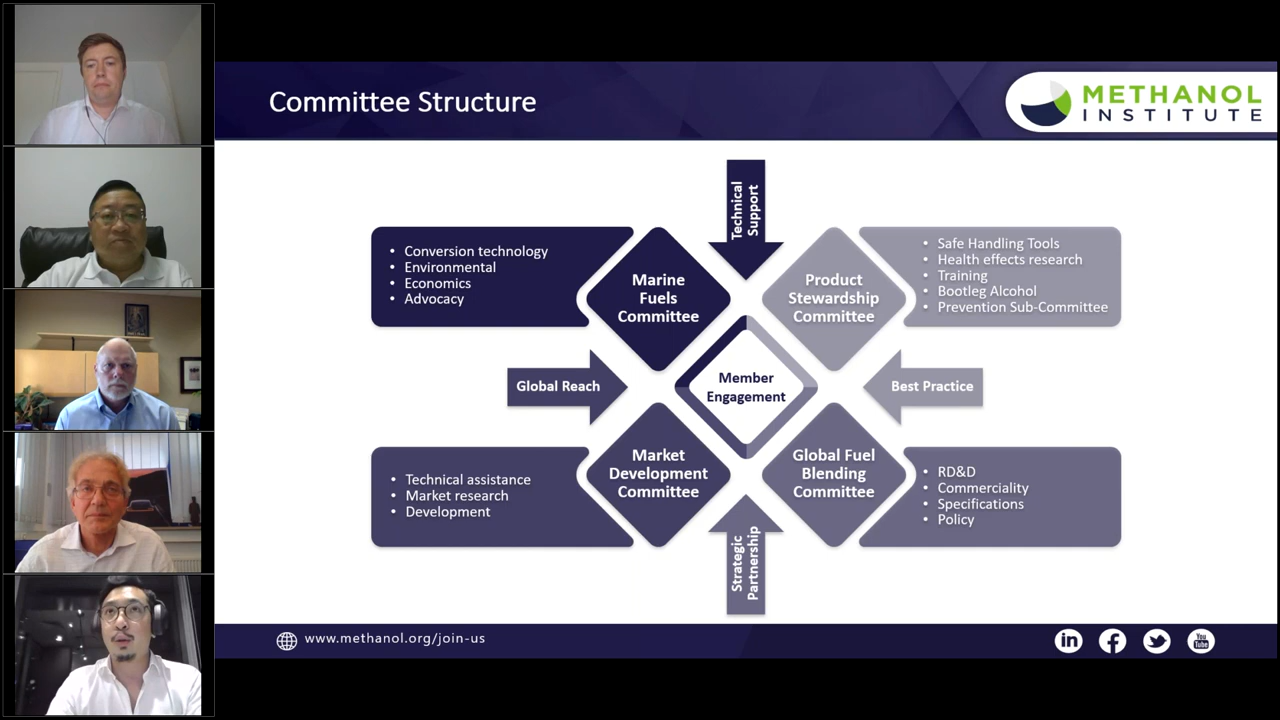 Committee Structure
METHANOL
INSTITUTE
Technical
Support
• Conversion technology
• Environmental
• Economics
• Advocacy
Marine
Fuels
Committee
Product
Stewardship
Committee
• Safe Handling Tools
• Health effects research
• Training
• Bootleg Alcohol
• Prevention Sub-Committee
Global Reach
Member
Engagement
Best Practice
• Technical assistance
• Market research
• Development
Market
Development
Committee
Global Fuel
Blending
Committee
• RD&D
• Commerciality
• Specifications
• Policy
Strategic
Partnership
www.methanol.org/join-us
in
f
You
Tube